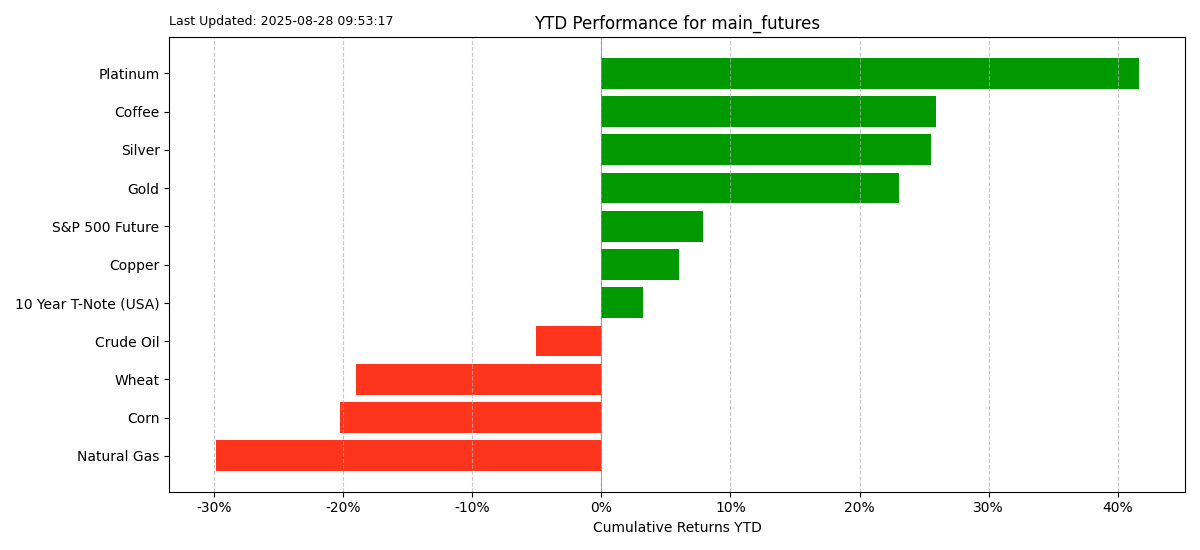 Last Updated: 2025-08-28 09:53:17
YTD Performance for main_futures
Platinum
Coffee
Silver
Gold
S&P 500 Future
Copper
10 Year T-Note (USA)
Crude Oil
Wheat
Corn
Natural Gas
-30% -20% -10% 0% 10% 20% 30% 40%
Cumulative Returns YTD